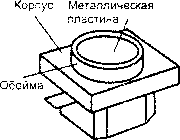 Корпус Металлическая
пластина
Обойма